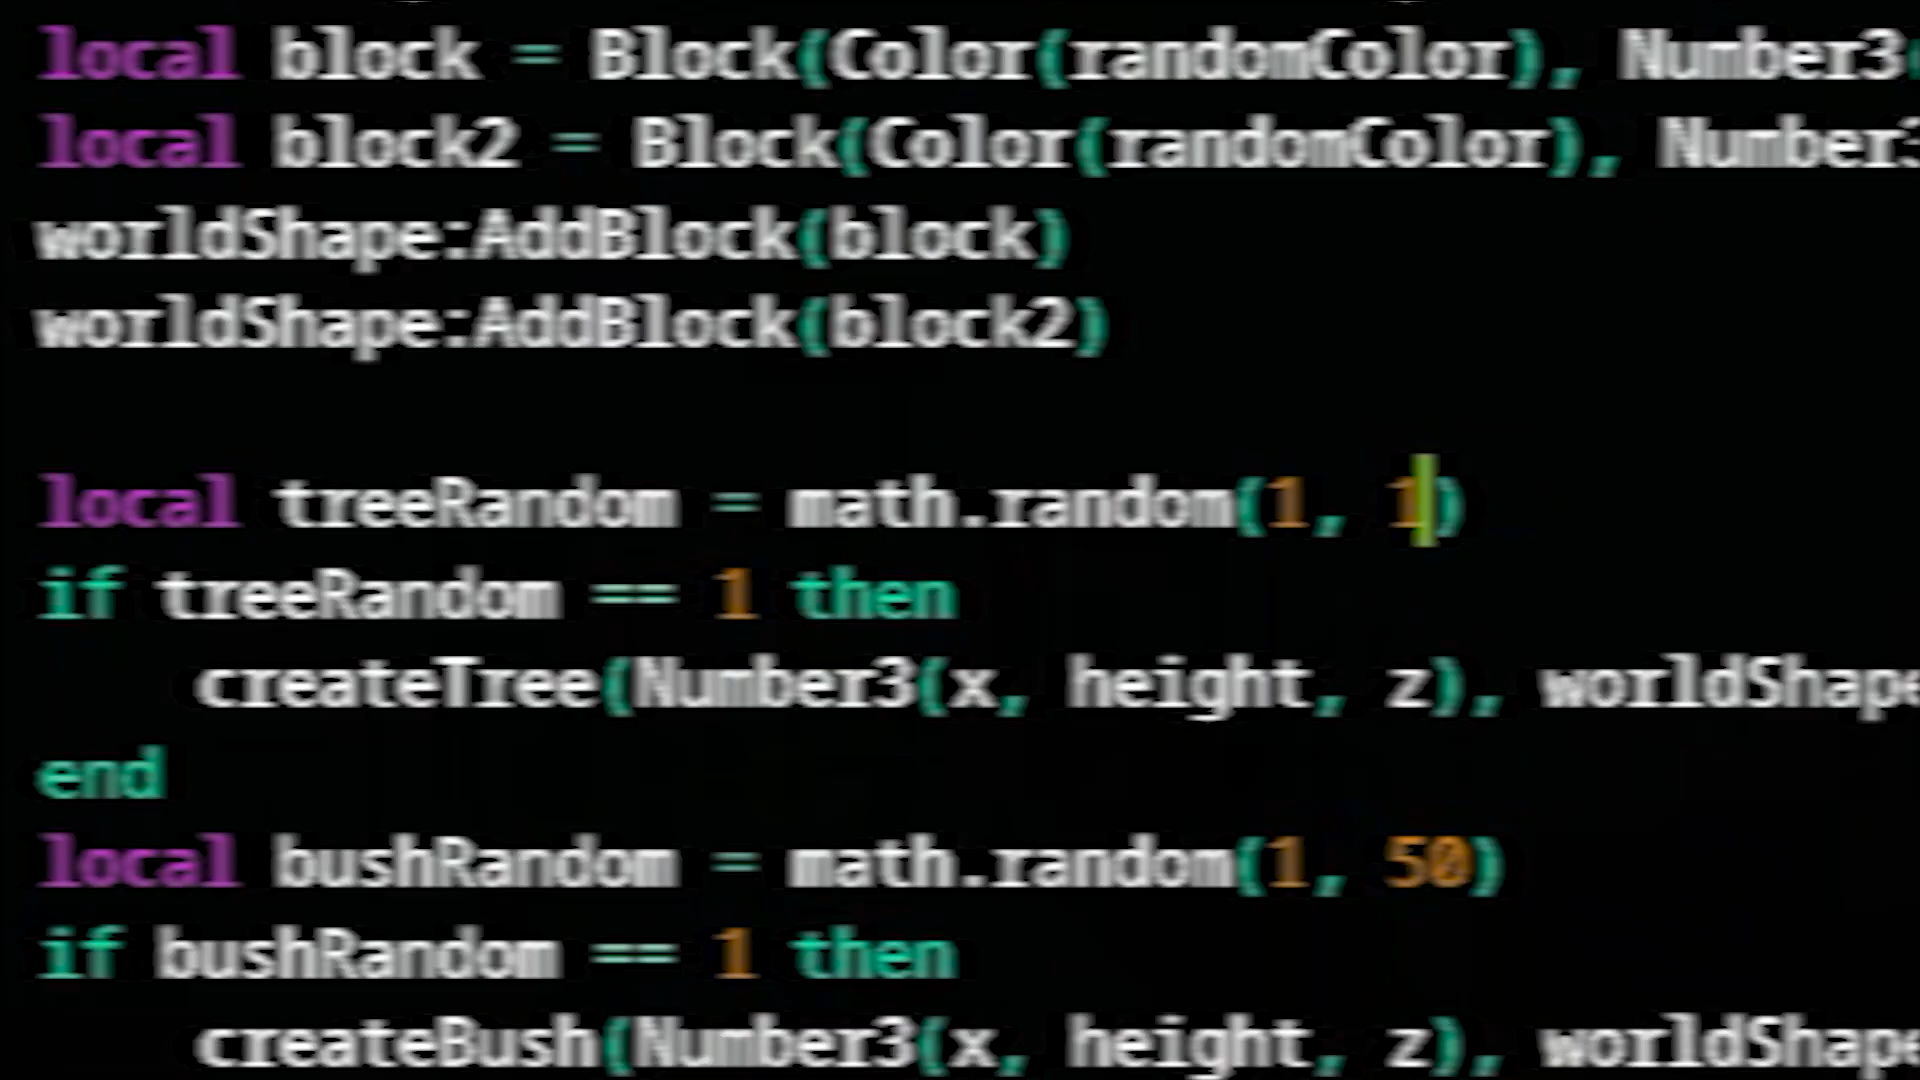 local block = Block(Color(randomColor), Number3(
local block2 = Block(Color(randomColor), Number3
worldShape:AddBlock(block)
worldShape:AddBlock(block2)
local treeRandom = math.random(1, 1)
if treeRandom == 1 then
createTree(Number3(x, height, z), worldShape
end
local bushRandom = math.random(1, 50)
if bushRandom == 1 then
createBush(Number3(x, height, z), worldShape